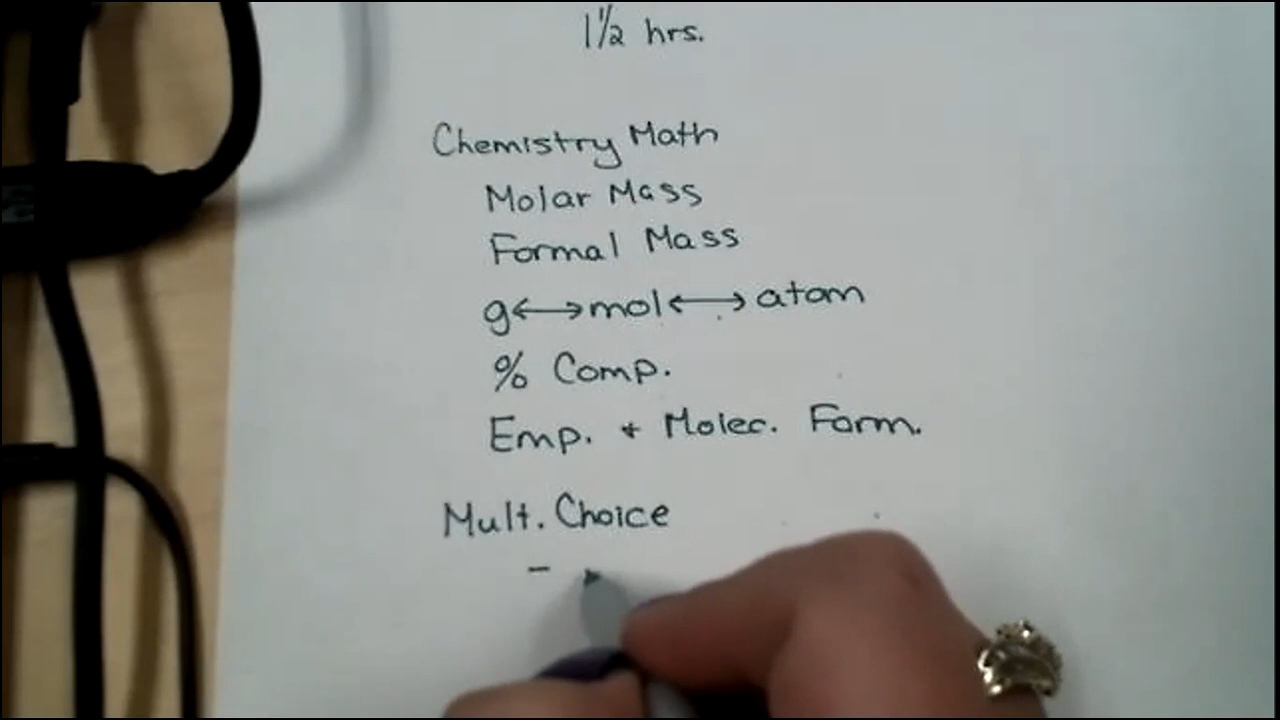 1½ hrs.
Chemistry Math
Molar Mass
Formal Mass
g⟷mol⟷atom
% Comp.
Emp. + Molec. Form.
Mult. Choice
-